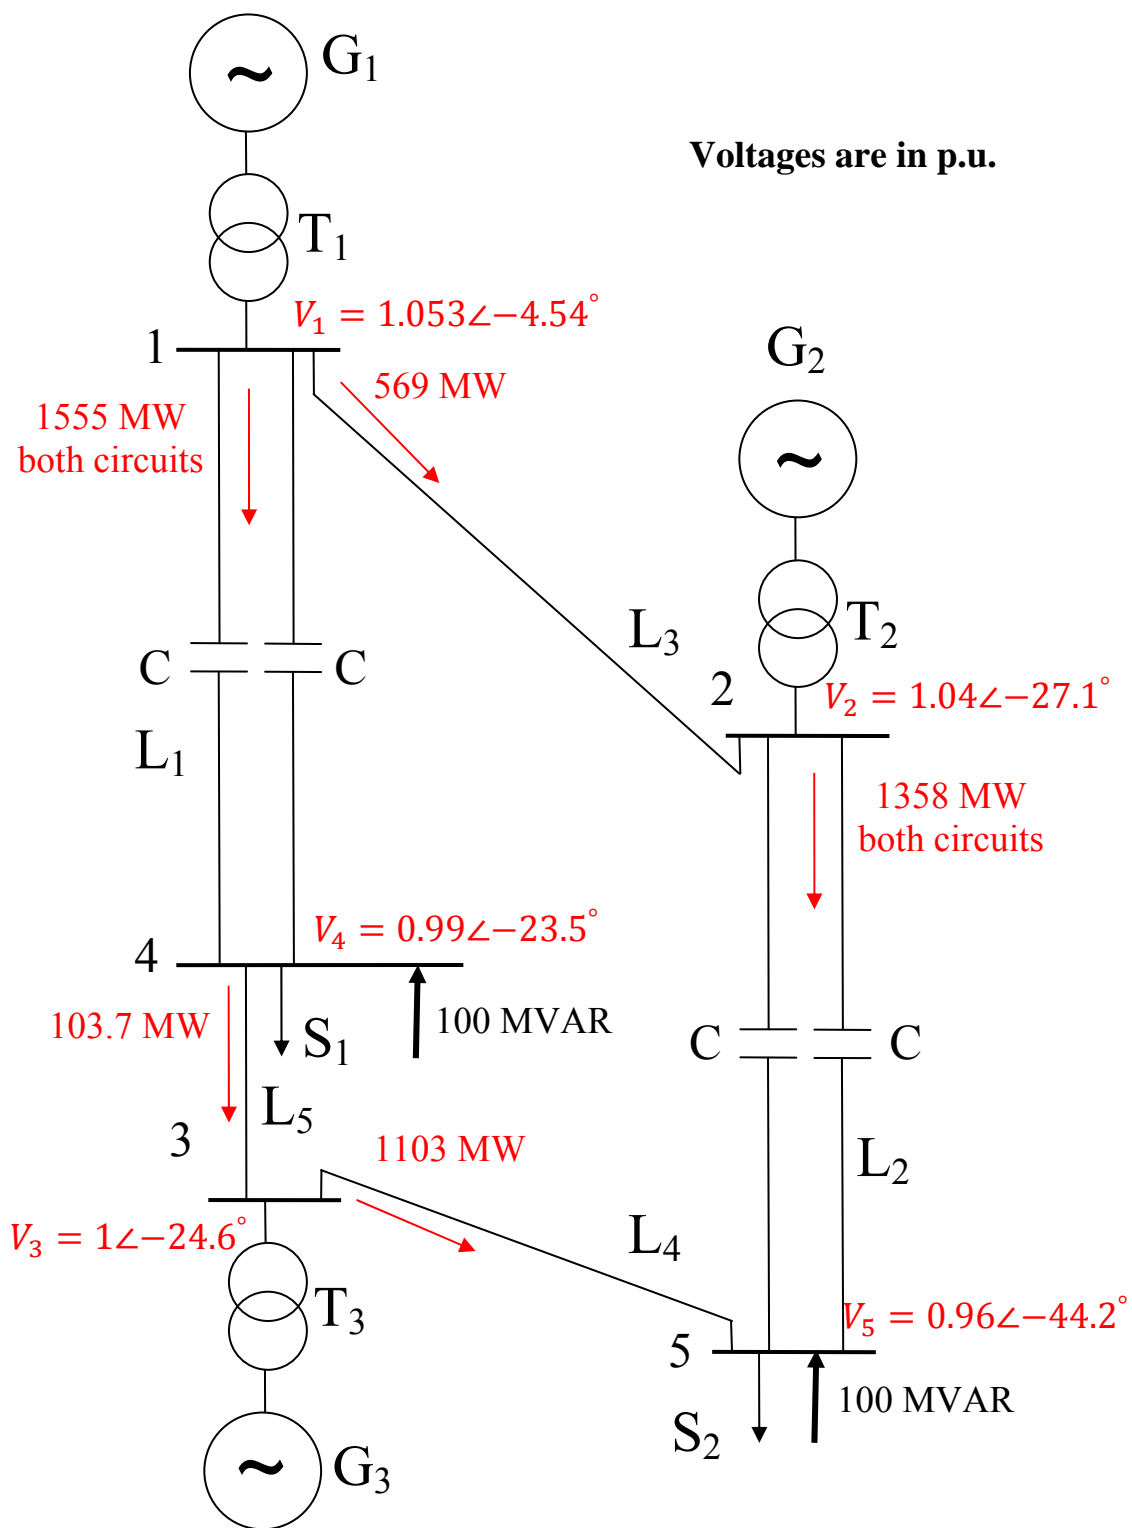 G₁
Voltages are in p.u.
T₁
V₁ = 1.053∠−4.54°
1
G₂
569 MW
1555 MW
both circuits
~
~
L₃
T₂
C
C
2
V₂ = 1.04∠−27.1°
L₁
1358 MW
both circuits
V₄ = 0.99∠−23.5°
4
103.7 MW
S₁
100 MVAR
C
C
L₅
3
1103 MW
L₂
V₃ = 1∠−24.6°
L₄
T₃
V₅ = 0.96∠−44.2°
5
100 MVAR
S₂
~
G₃